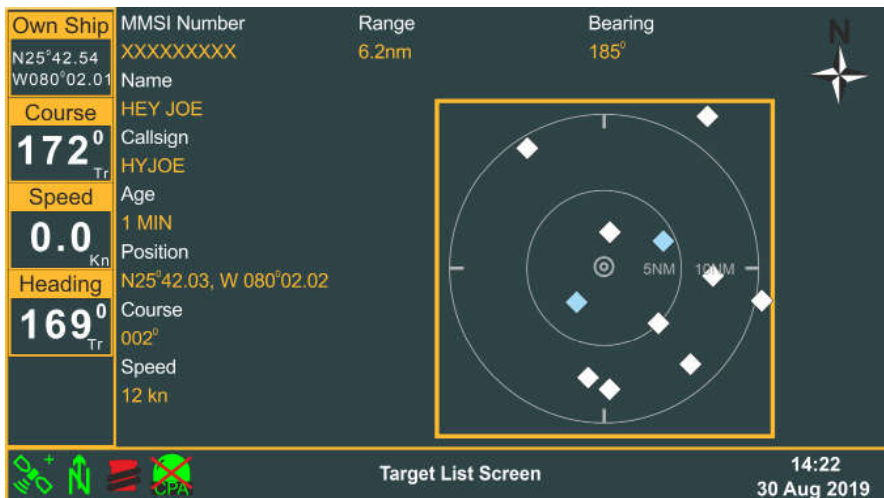 Own Ship
N25°42.54
W080°02.01
Course
172° Tr
Speed
0.0 Kn
Heading
169° Tr
MMSI Number
XXXXXXXXX
Name
HEY JOE
Callsign
HYJOE
Age
1 MIN
Position
N25°42.03, W 080°02.02
Course
002°
Speed
12 kn
Range
6.2nm
Bearing
185°
N
5NM 10NM
N
CPA
Target List Screen
14:22
30 Aug 2019